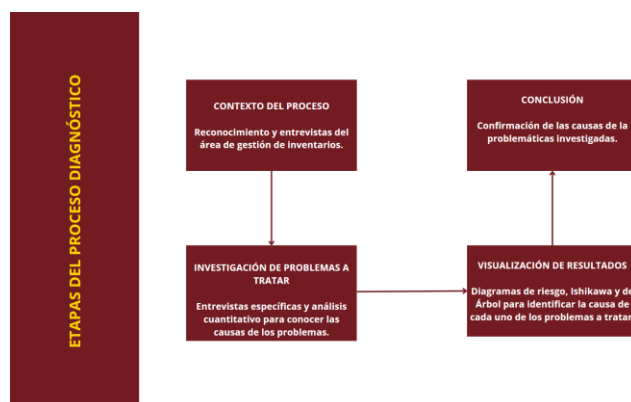 ETAPAS DEL PROCESO DIAGNÓSTICO
CONTEXTO DEL PROCESO
Reconocimiento y entrevistas del
área de gestión de inventarios.
INVESTIGACIÓN DE PROBLEMAS A
TRATAR
Entrevistas específicas y análisis
cuantitativo para conocer las
causas de los problemas.
VISUALIZACIÓN DE RESULTADOS
Diagramas de riesgo, Ishikawa y de
Árbol para identificar la causa de
cada uno de los problemas a tratar
CONCLUSIÓN
Confirmación de las causas de la
problemáticas investigadas.